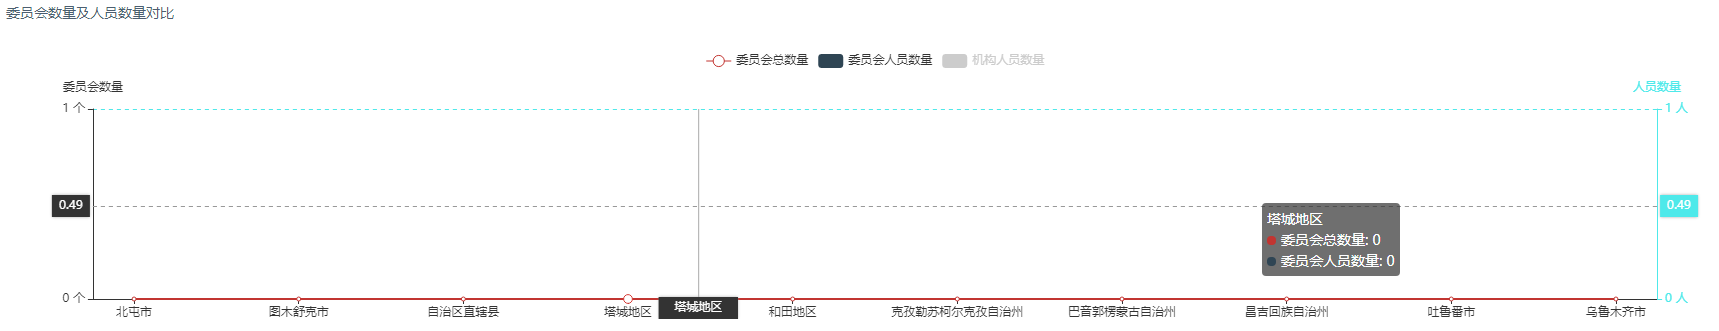 委员会数量及人员数量对比
委员会总数量 委员会人员数量 机构人员数量
委员会数量 人员数量
1 个 1 人
0.49 0.49
塔城地区
委员会总数量: 0
委员会人员数量: 0
0 个 0 人
北屯市 图木舒克市 自治区直辖县 塔城地区 塔城地区 和田地区 克孜勒苏柯尔克孜自治州 巴音郭楞蒙古自治州 昌吉回族自治州 吐鲁番市 乌鲁木齐市